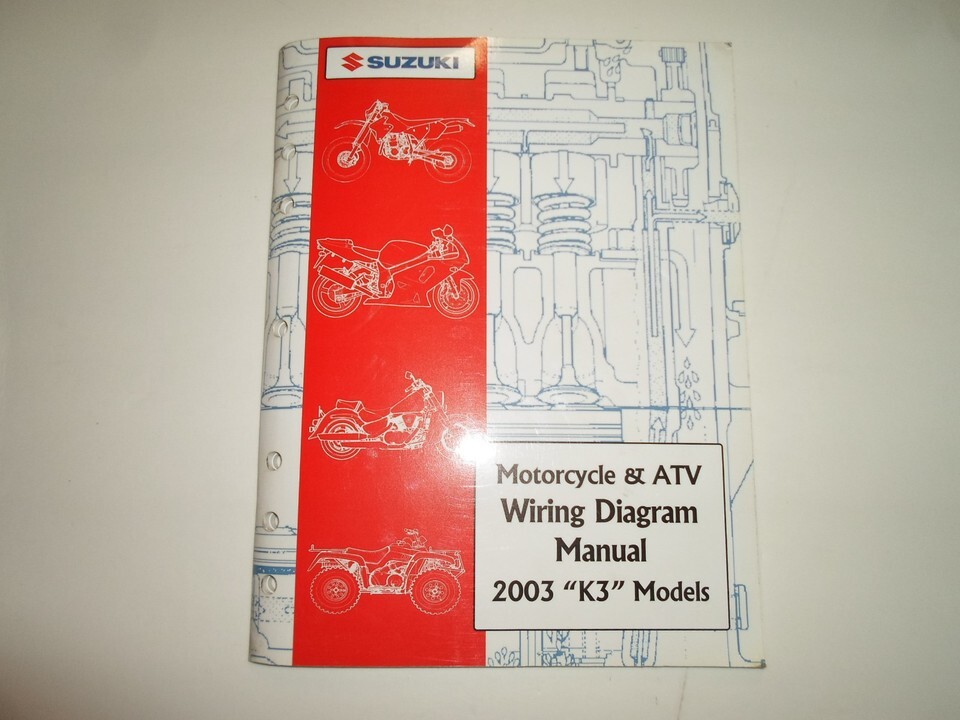 SUZUKI
Motorcycle & ATV
Wiring Diagram
Manual
2003 “K3” Models